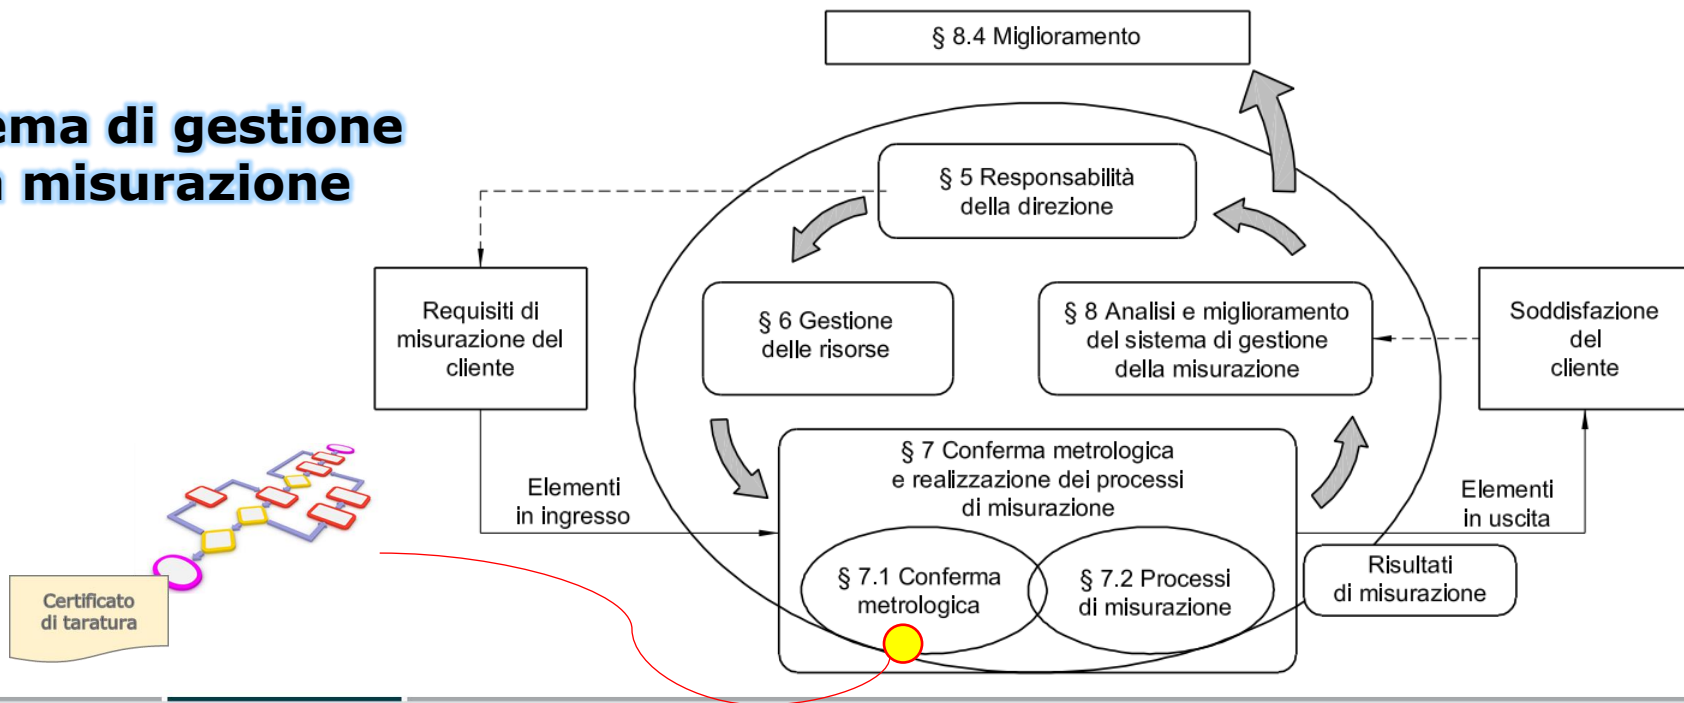 § 8.4 Miglioramento
di gestione
misurazione
§ 5 Responsabilità
della direzione
Requisiti di
misurazione del
cliente
§ 6 Gestione
delle risorse
§ 8 Analisi e miglioramento
del sistema di gestione
della misurazione
Soddisfazione
del
cliente
§ 7 Conferma metrologica
e realizzazione dei processi
di misurazione
Elementi
in ingresso
Elementi
in uscita
§ 7.1 Conferma
metrologica
§ 7.2 Processi
di misurazione
Risultati
di misurazione
Certificato
di taratura